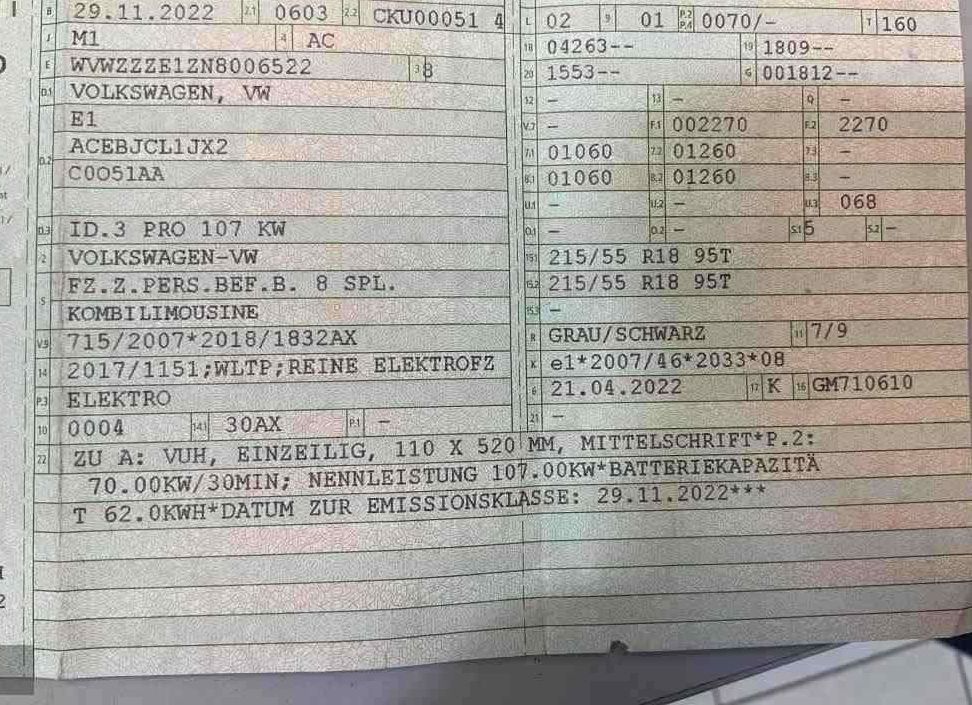 B 29.11.2022 2.1 0603 2.2 CKU00051 4
J M1 4 AC
E WVWZZZE1ZN8006522 3 8
D.1 VOLKSWAGEN, VW
E1
D.2 ACEBJCL1JX2
C0O51AA
D.3 ID.3 PRO 107 KW
2 VOLKSWAGEN-VW
5 FZ.Z.PERS.BEF.B. 8 SPL.
KOMBILIMOUSINE
V.9 715/2007*2018/1832AX
14 2017/1151;WLTP;REINE ELEKTROFZ
P.3 ELEKTRO
10 0004 14.1 30AX P.1 -
L 02 9 01 P.2 P.4 0070/- T 160
18 04263-- 19 1809--
20 1553-- G 001812--
12 - 13 - Q -
V.7 - F.1 002270 F.2 2270
7.1 01060 7.2 01260 7.3 -
8.1 01060 8.2 01260 8.3 -
U.1 - U.2 - U.3 068
O.1 - O.2 - S.1 5 S.2 -
15.1 215/55 R18 95T
15.2 215/55 R18 95T
15.3 -
R GRAU/SCHWARZ 11 7/9
K e1*2007/46*2033*08
6 21.04.2022 17 K 16 GM710610
21 -
22 ZU A: VUH, EINZEILIG, 110 X 520 MM, MITTELSCHRIFT*P.2:
70.00KW/30MIN; NENNLEISTUNG 107.00KW*BATTERIEKAPAZITÄ
T 62.0KWH*DATUM ZUR EMISSIONSKLASSE: 29.11.2022***